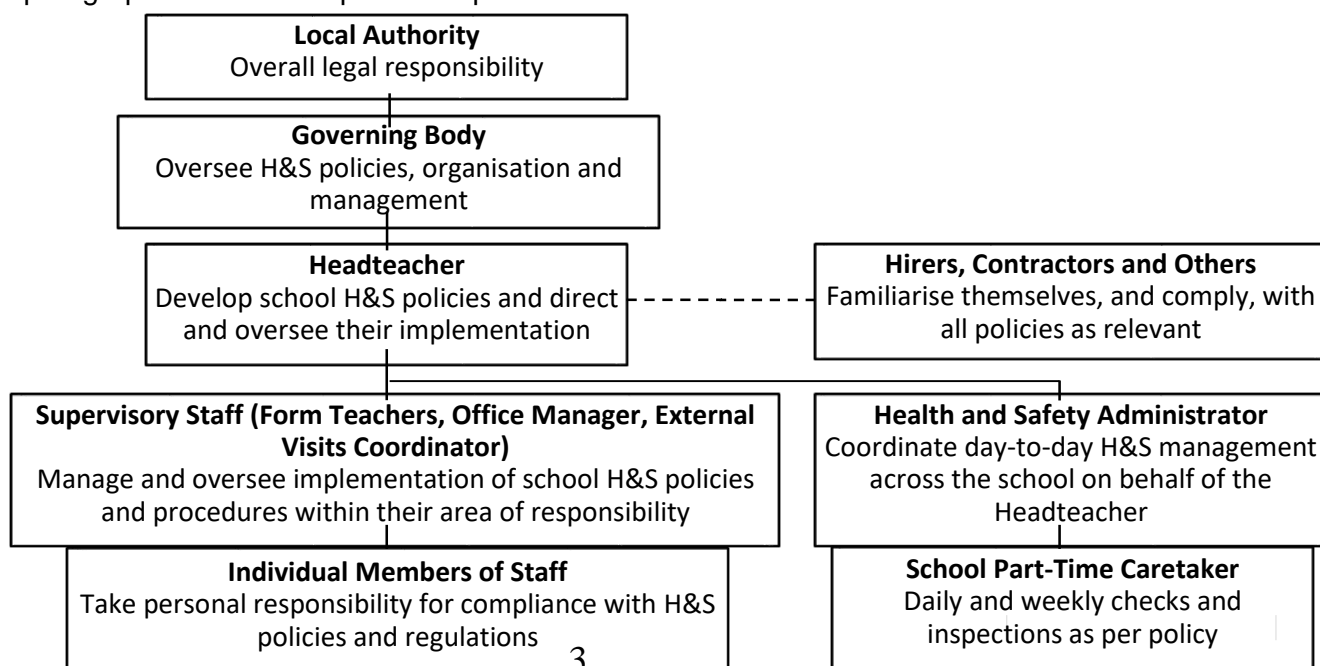 Local Authority
Overall legal responsibility
Governing Body
Oversee H&S policies, organisation and
management
Headteacher
Develop school H&S policies and direct
and oversee their implementation
Hirers, Contractors and Others
Familiarise themselves, and comply, with
all policies as relevant
Supervisory Staff (Form Teachers, Office Manager, External
Visits Coordinator)
Manage and oversee implementation of school H&S policies
and procedures within their area of responsibility
Health and Safety Administrator
Coordinate day-to-day H&S management
across the school on behalf of the
Headteacher
Individual Members of Staff
Take personal responsibility for compliance with H&S
policies and regulations
School Part-Time Caretaker
Daily and weekly checks and
inspections as per policy
3